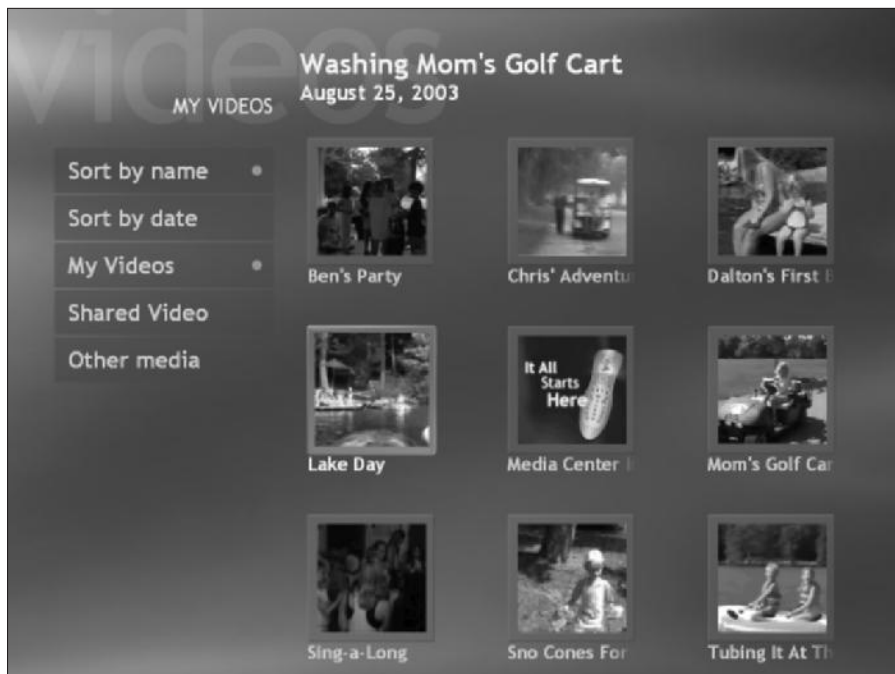 videos
MY VIDEOS
Washing Mom's Golf Cart
August 25, 2003
Sort by name
Sort by date
My Videos
Shared Video
Other media
Ben's Party
Chris' Adventu
Dalton's First B
Lake Day
It All
Starts
Here
Media Center
Mom's Golf Car
Sing-a-Long
Sno Cones For
Tubing It At Th